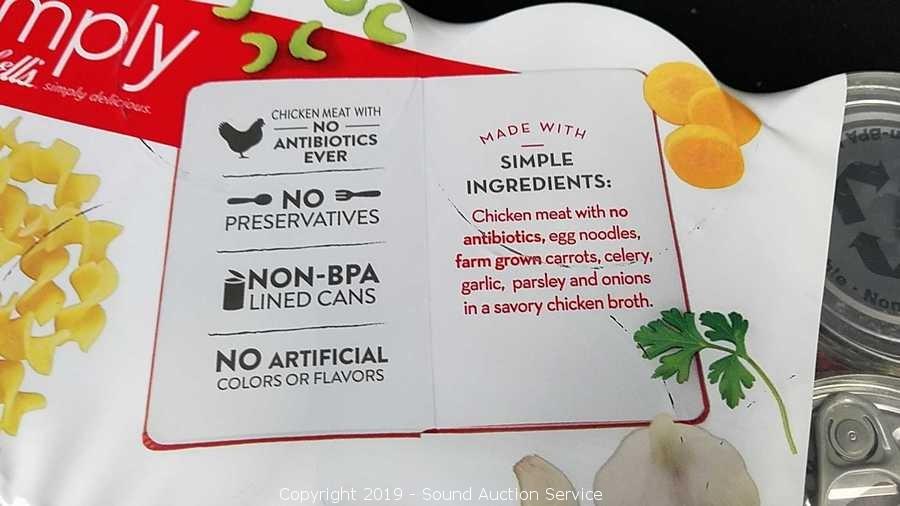 mply
ell's simply delicious.
CHICKEN MEAT WITH
NO
ANTIBIOTICS
EVER
NO
PRESERVATIVES
NON-BPA
LINED CANS
NO ARTIFICIAL
COLORS OR FLAVORS
MADE WITH
SIMPLE
INGREDIENTS:
Chicken meat with no
antibiotics, egg noodles,
farm grown carrots, celery,
garlic, parsley and onions
in a savory chicken broth.
Copyright 2019 - Sound Auction Service